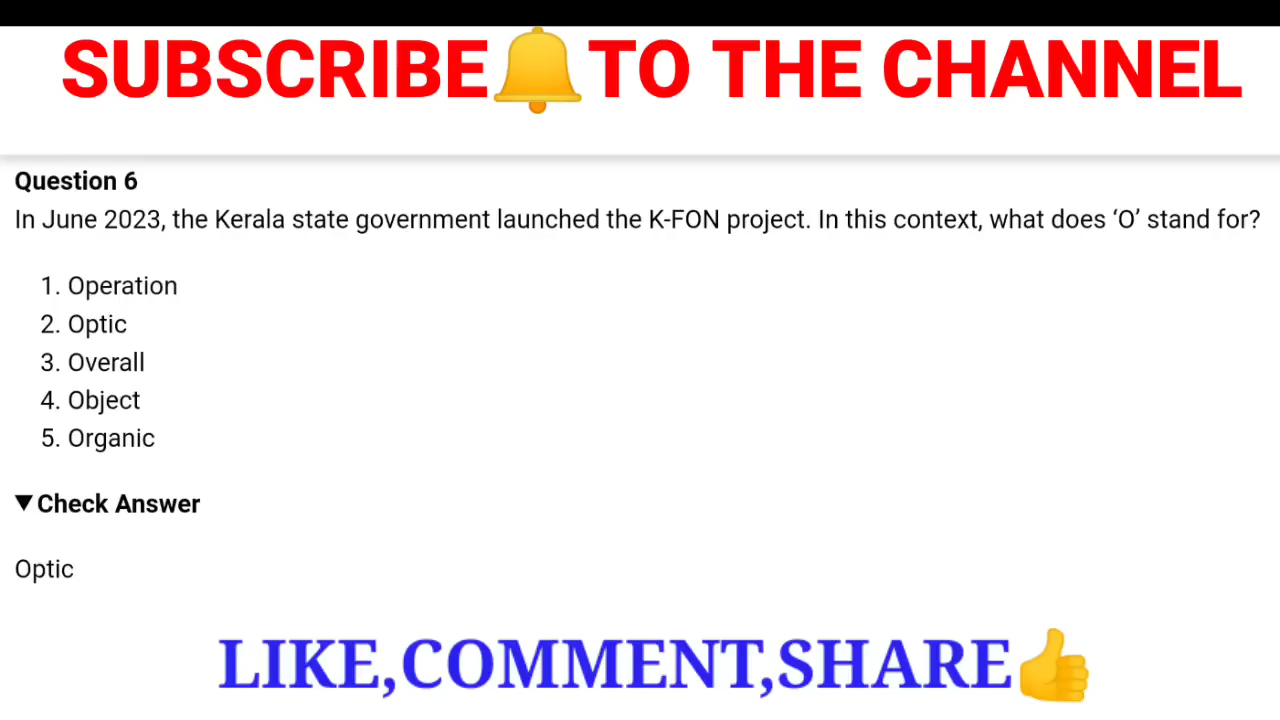 SUBSCRIBE🔔TO THE CHANNEL
Question 6
In June 2023, the Kerala state government launched the K-FON project. In this context, what does ‘O’ stand for?
1. Operation
2. Optic
3. Overall
4. Object
5. Organic
▼Check Answer
Optic
LIKE,COMMENT,SHARE👍